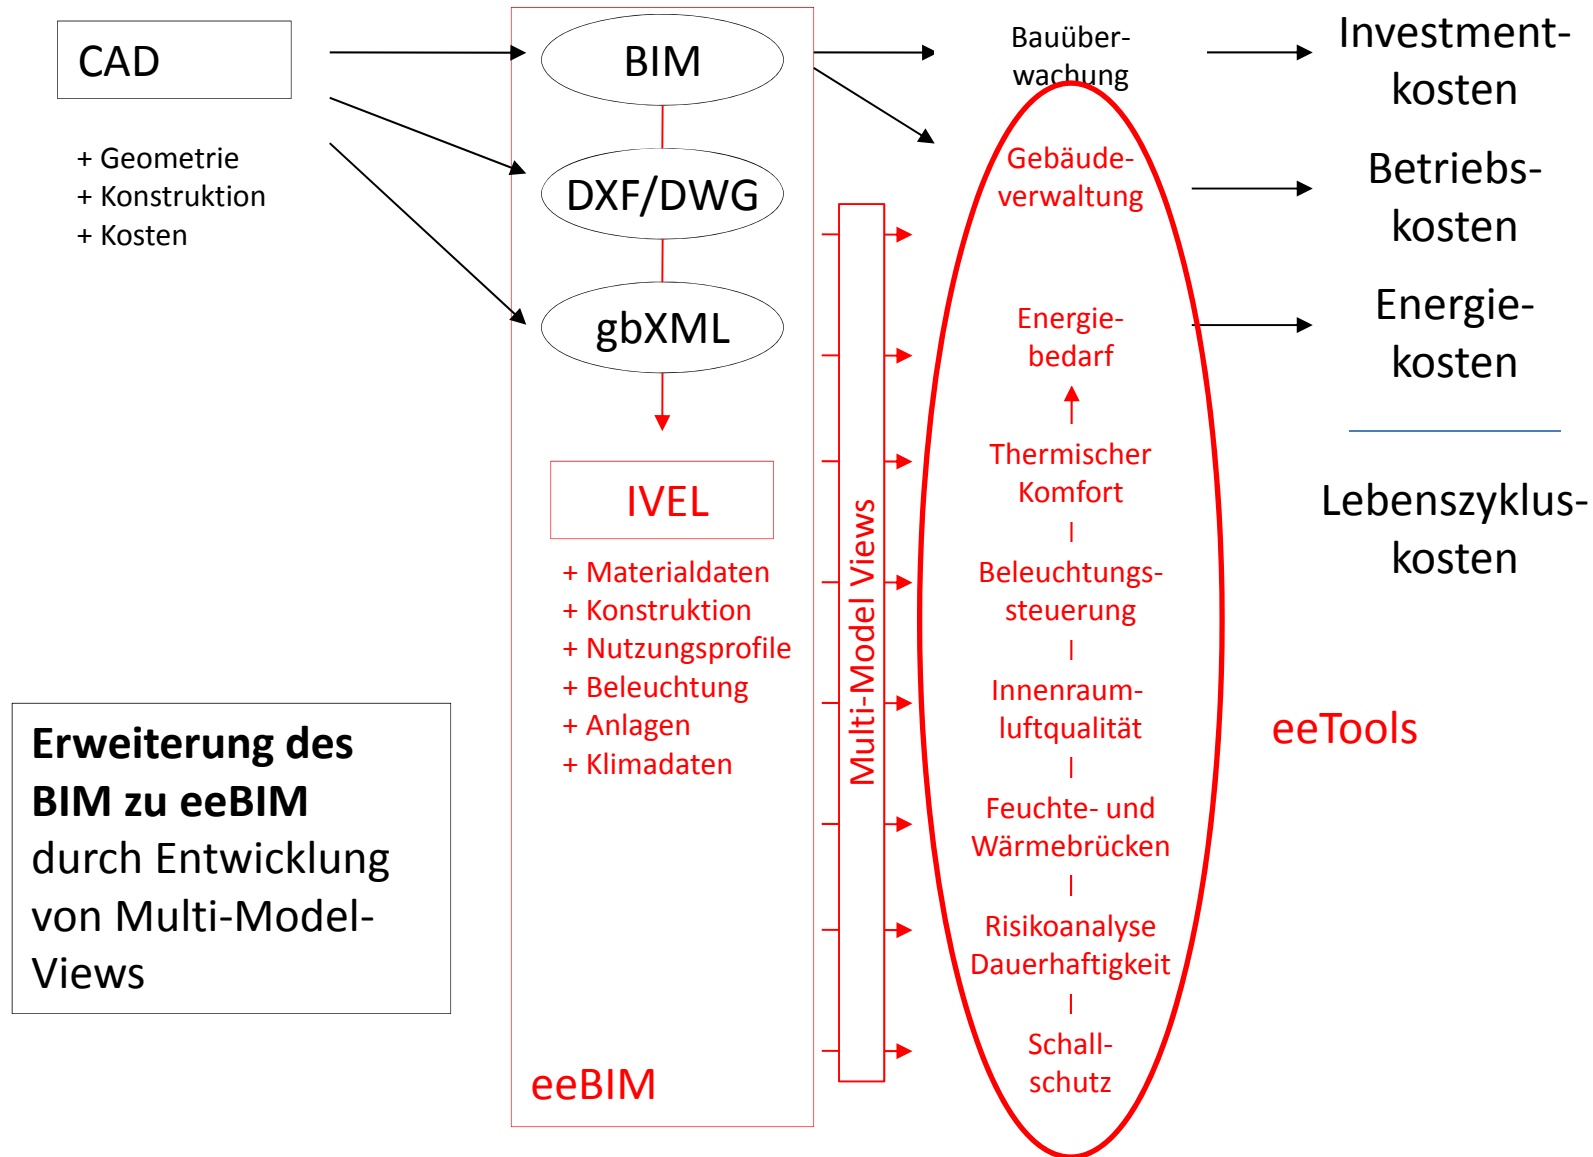 CAD
+ Geometrie
+ Konstruktion
+ Kosten
Erweiterung des
BIM zu eeBIM
durch Entwicklung
von Multi-Model-
Views
BIM
DXF/DWG
gbXML
IVEL
+ Materialdaten
+ Konstruktion
+ Nutzungsprofile
+ Beleuchtung
+ Anlagen
+ Klimadaten
eeBIM
Multi-Model Views
Bauüber-
wachung
Gebäude-
verwaltung
Energie-
bedarf
Thermischer
Komfort
Beleuchtungs-
steuerung
Innenraum-
luftqualität
Feuchte- und
Wärmebrücken
Risikoanalyse
Dauerhaftigkeit
Schall-
schutz
eeTools
Investment-
kosten
Betriebs-
kosten
Energie-
kosten
Lebenszyklus-
kosten